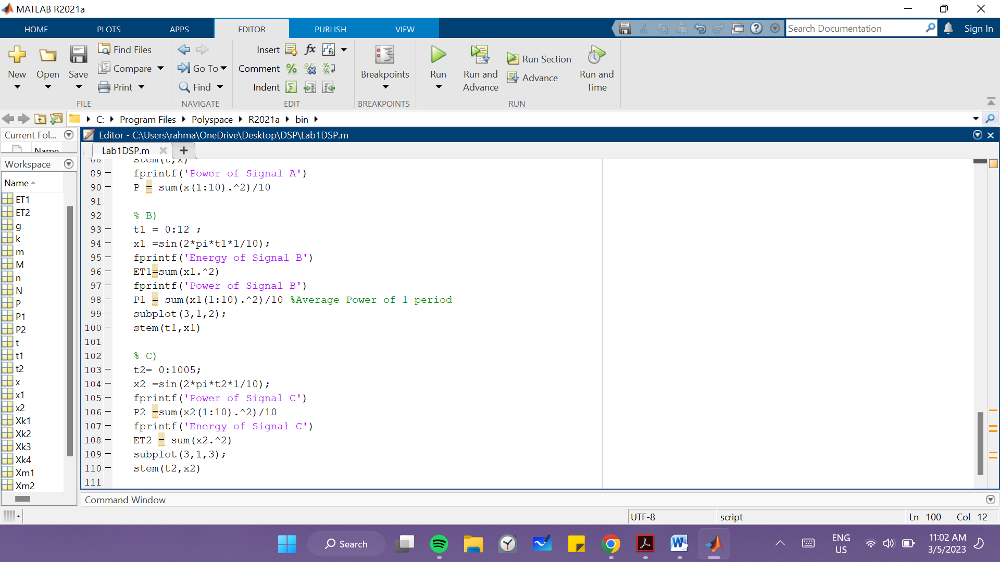 MATLAB R2021a
HOME PLOTS APPS EDITOR PUBLISH VIEW Search Documentation Sign In
New Open Save Find Files Compare Print FILE
Go To Find NAVIGATE
Insert fx fi Comment Indent EDIT
Breakpoints BREAKPOINTS
Run Run and Advance Run Section Advance Run and Time RUN
C: Program Files Polyspace R2021a bin
Current Fol...
Name
Editor - C:\Users\rahma\OneDrive\Desktop\DSP\Lab1DSP.m
Lab1DSP.m
Workspace
Name
ET1
ET2
g
k
m
M
n
N
P
P1
P2
t
t1
t2
x
x1
x2
Xk1
Xk2
Xk3
Xk4
Xm1
Xm2
88 stem(t,x)
89 fprintf('Power of Signal A')
90 P = sum(x(1:10).^2)/10
91
92 % B)
93 t1 = 0:12 ;
94 x1 =sin(2*pi*t1*1/10);
95 fprintf('Energy of Signal B')
96 ET1=sum(x1.^2)
97 fprintf('Power of Signal B')
98 P1 = sum(x1(1:10).^2)/10 %Average Power of 1 period
99 subplot(3,1,2);
100 stem(t1,x1)
101
102 % C)
103 t2= 0:1005;
104 x2 =sin(2*pi*t2*1/10);
105 fprintf('Power of Signal C')
106 P2 =sum(x2(1:10).^2)/10
107 fprintf('Energy of Signal C')
108 ET2 = sum(x2.^2)
109 subplot(3,1,3);
110 stem(t2,x2)
111
Command Window
UTF-8 script Ln 100 Col 12
Search
ENG
US
11:02 AM
3/5/2023